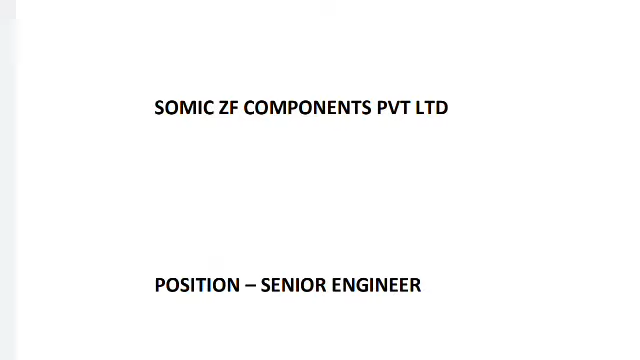 SOMIC ZF COMPONENTS PVT LTD
POSITION – SENIOR ENGINEER